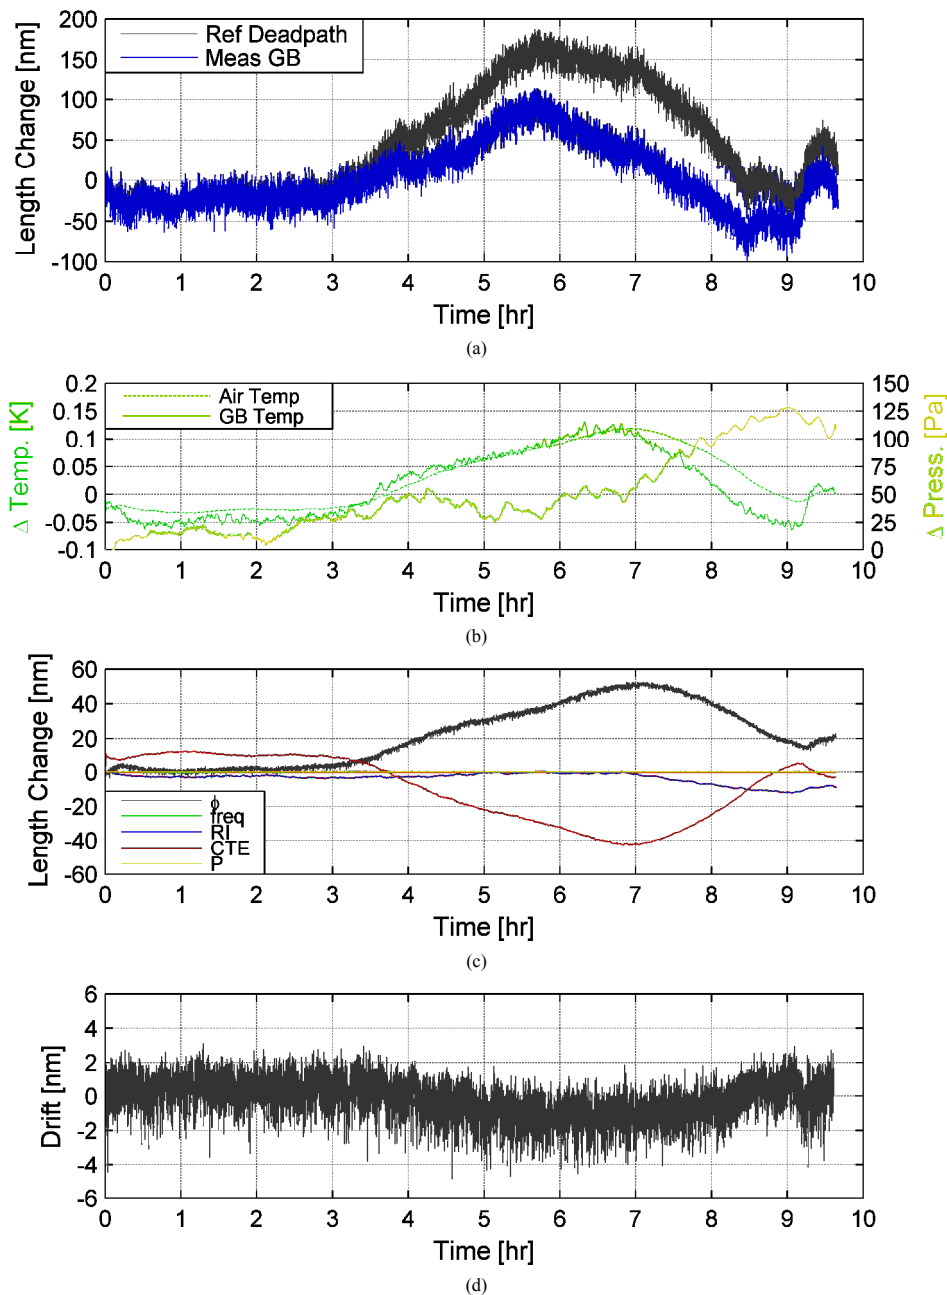 200
150
100
50
0
-50
-100
Length Change [nm]
Ref Deadpath
Meas GB
0 1 2 3 4 5 6 7 8 9 10
Time [hr]
(a)
0.2
0.15
0.1
0.05
0
-0.05
-0.1
Δ Temp. [K]
Air Temp
GB Temp
150
125
100
75
50
25
0
Δ Press. [Pa]
0 1 2 3 4 5 6 7 8 9 10
Time [hr]
(b)
60
40
20
0
-20
-40
-60
Length Change [nm]
ϕ
freq
RI
CTE
P
0 1 2 3 4 5 6 7 8 9 10
Time [hr]
(c)
6
4
2
0
-2
-4
-6
Drift [nm]
0 1 2 3 4 5 6 7 8 9 10
Time [hr]
(d)